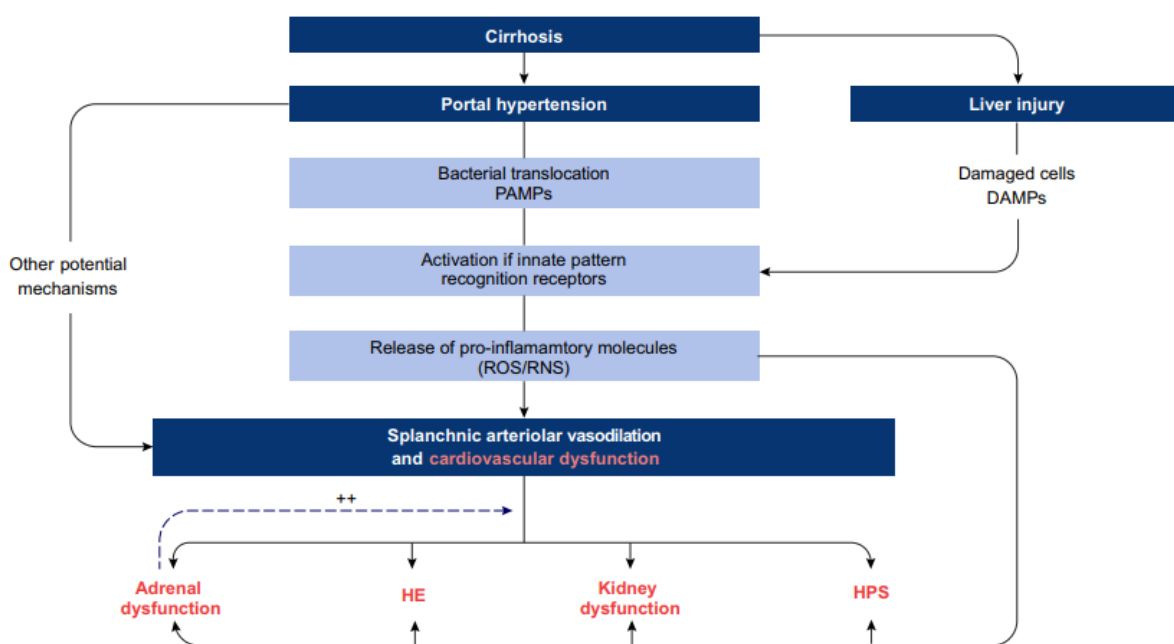 Cirrhosis
Portal hypertension
Liver injury
Bacterial translocation
PAMPs
Damaged cells
DAMPs
Other potential
mechanisms
Activation if innate pattern
recognition receptors
Release of pro-inflamamtory molecules
(ROS/RNS)
Splanchnic arteriolar vasodilation
and cardiovascular dysfunction
++
Adrenal
dysfunction
HE
Kidney
dysfunction
HPS